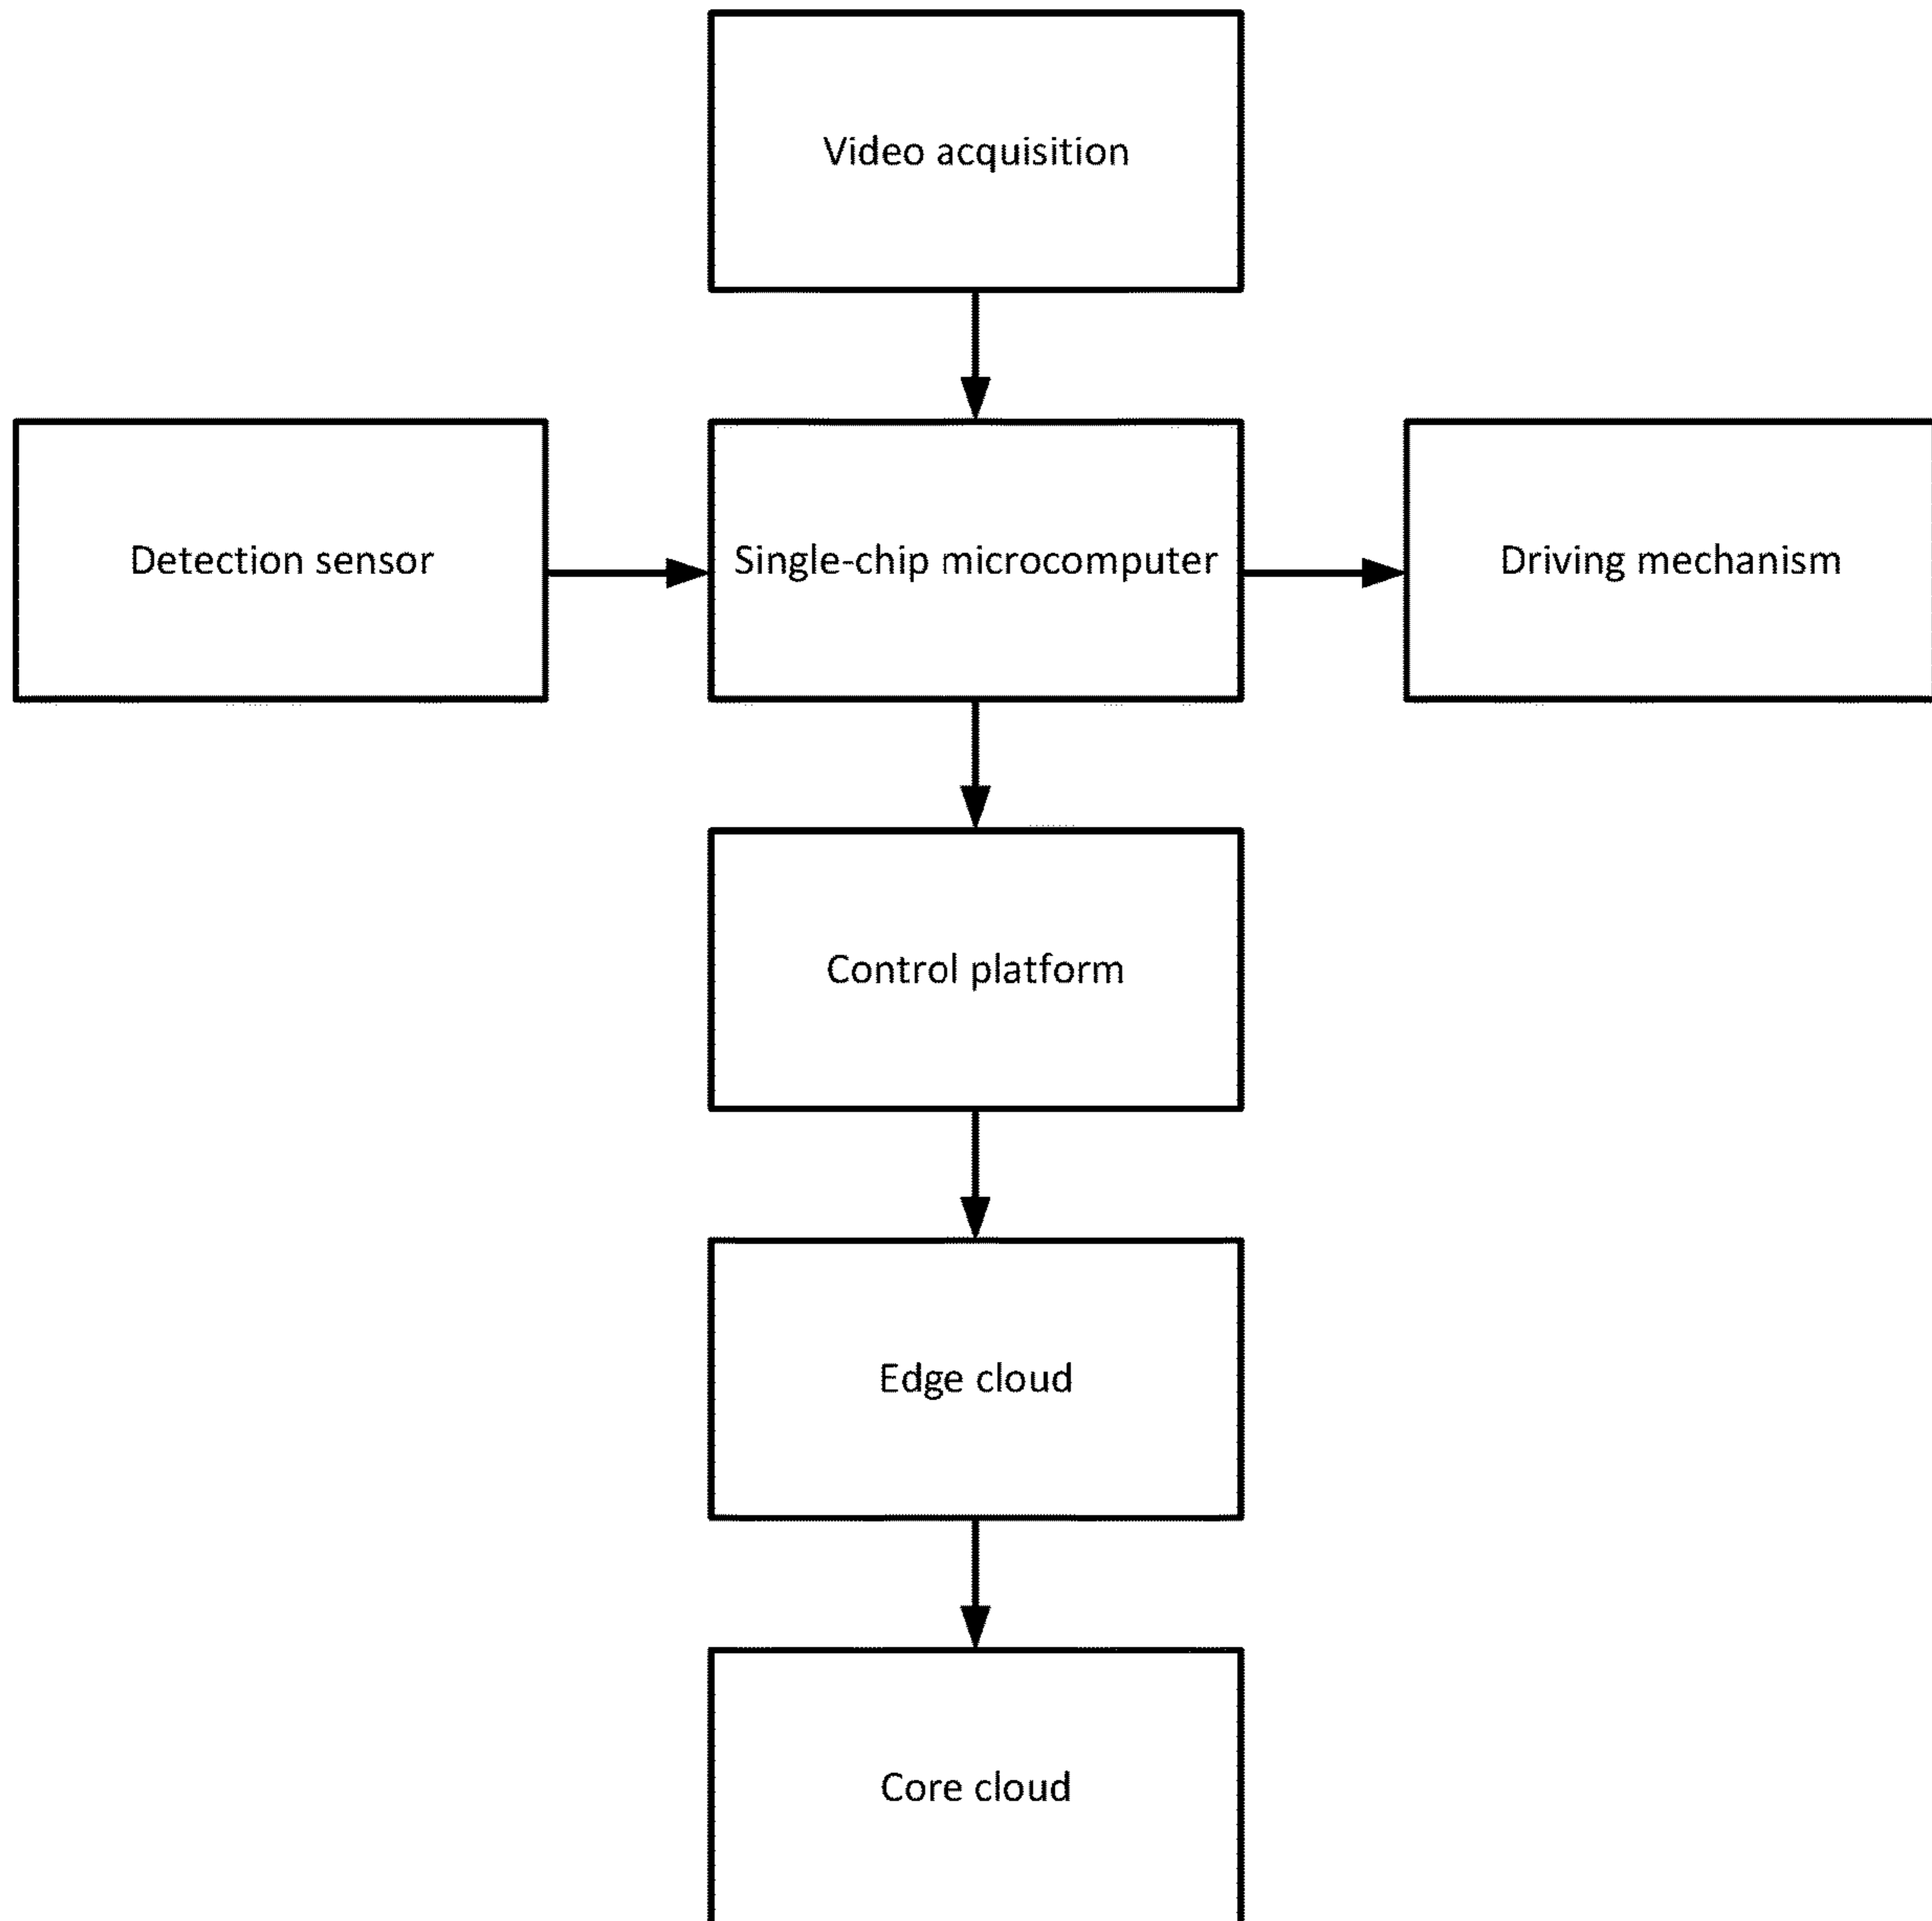 Video acquisition
Detection sensor
Single-chip microcomputer
Driving mechanism
Control platform
Edge cloud
Core cloud